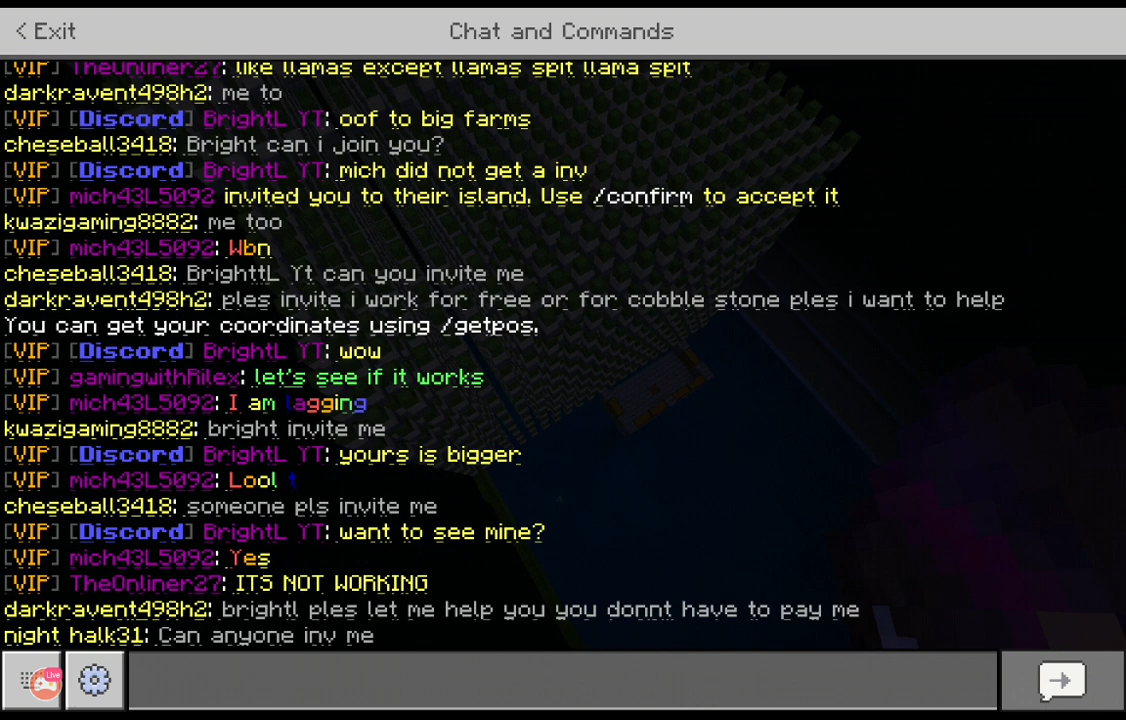 Exit
Chat and Commands
[VIP] TheOnliner27: like llamas except llamas spit llama spit
darkravent498h2: me to
[VIP] [Discord] BrightL YT: oof to big farms
cheseball3418: Bright can i join you?
[VIP] [Discord] BrightL YT: mich did not get a inv
[VIP] mich43L5092 invited you to their island. Use /confirm to accept it
kwazigaming8882: me too
[VIP] mich43L5092: Wbn
cheseball3418: BrighttL Yt can you invite me
darkravent498h2: ples invite i work for free or for cobble stone ples i want to help
You can get your coordinates using /getpos.
[VIP] [Discord] BrightL YT: wow
[VIP] gamingwithRilex: let's see if it works
[VIP] mich43L5092: I am lagging
kwazigaming8882: bright invite me
[VIP] [Discord] BrightL YT: yours is bigger
[VIP] mich43L5092: Lool t
cheseball3418: someone pls invite me
[VIP] [Discord] BrightL YT: want to see mine?
[VIP] mich43L5092: Yes
[VIP] TheOnliner27: ITS NOT WORKING
darkravent498h2: brightl ples let me help you you donnt have to pay me
night halk31: Can anyone inv me
Live